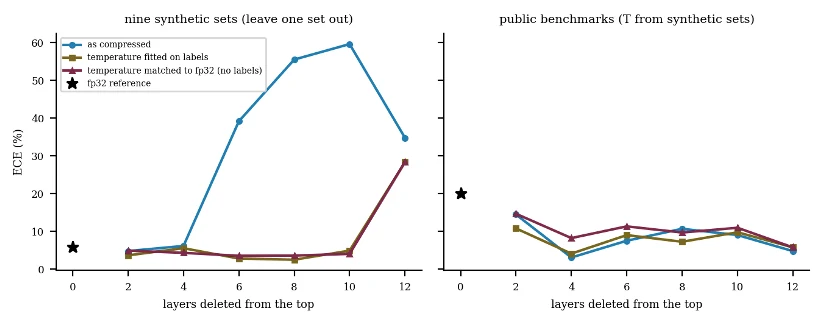 nine synthetic sets (leave one set out)
public benchmarks (T from synthetic sets)
as compressed
temperature fitted on labels
temperature matched to fp32 (no labels)
fp32 reference
ECE (%)
60
50
40
30
20
10
0
0 2 4 6 8 10 12
0 2 4 6 8 10 12
layers deleted from the top
layers deleted from the top